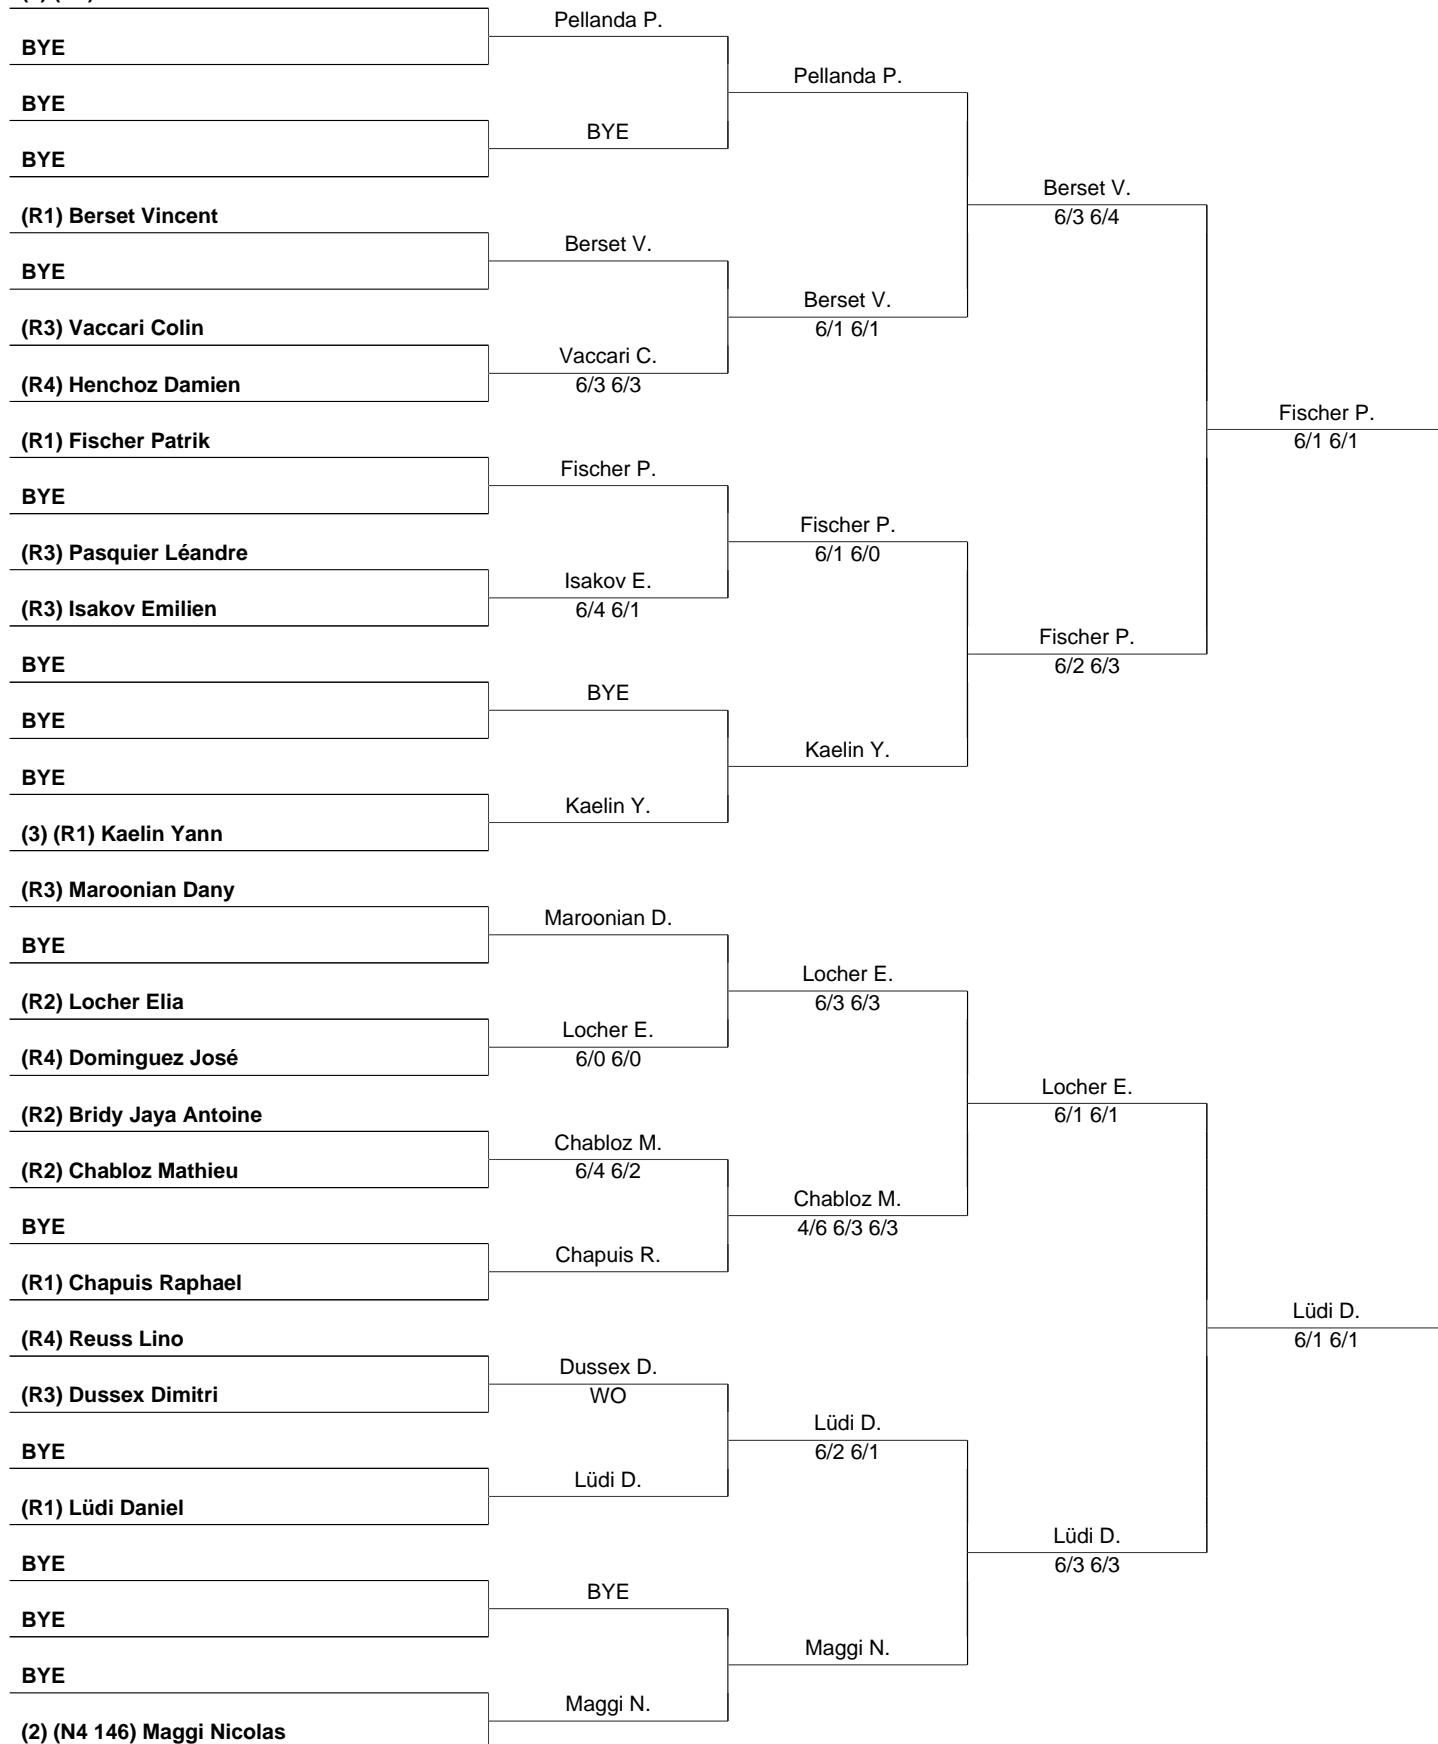 BYE
BYE
BYE
(R1) Berset Vincent
BYE
(R3) Vaccari Colin
(R4) Henchoz Damien
(R1) Fischer Patrik
BYE
(R3) Pasquier Léandre
(R3) Isakov Emilien
BYE
BYE
BYE
(3) (R1) Kaelin Yann
(R3) Maroonian Dany
BYE
(R2) Locher Elia
(R4) Dominguez José
(R2) Bridy Jaya Antoine
(R2) Chabloz Mathieu
BYE
(R1) Chapuis Raphael
(R4) Reuss Lino
(R3) Dussex Dimitri
BYE
(R1) Lüdi Daniel
BYE
BYE
BYE
(2) (N4 146) Maggi Nicolas
Pellanda P.
BYE
Berset V.
Vaccari C.
6/3 6/3
Fischer P.
Isakov E.
6/4 6/1
BYE
Kaelin Y.
Maroonian D.
Locher E.
6/0 6/0
Chabloz M.
6/4 6/2
Chapuis R.
Dussex D.
WO
Lüdi D.
BYE
Maggi N.
Pellanda P.
Berset V.
6/1 6/1
Fischer P.
6/1 6/0
Kaelin Y.
Locher E.
6/3 6/3
Chabloz M.
4/6 6/3 6/3
Lüdi D.
6/2 6/1
Maggi N.
Berset V.
6/3 6/4
Fischer P.
6/2 6/3
Locher E.
6/1 6/1
Lüdi D.
6/3 6/3
Fischer P.
6/1 6/1
Lüdi D.
6/1 6/1